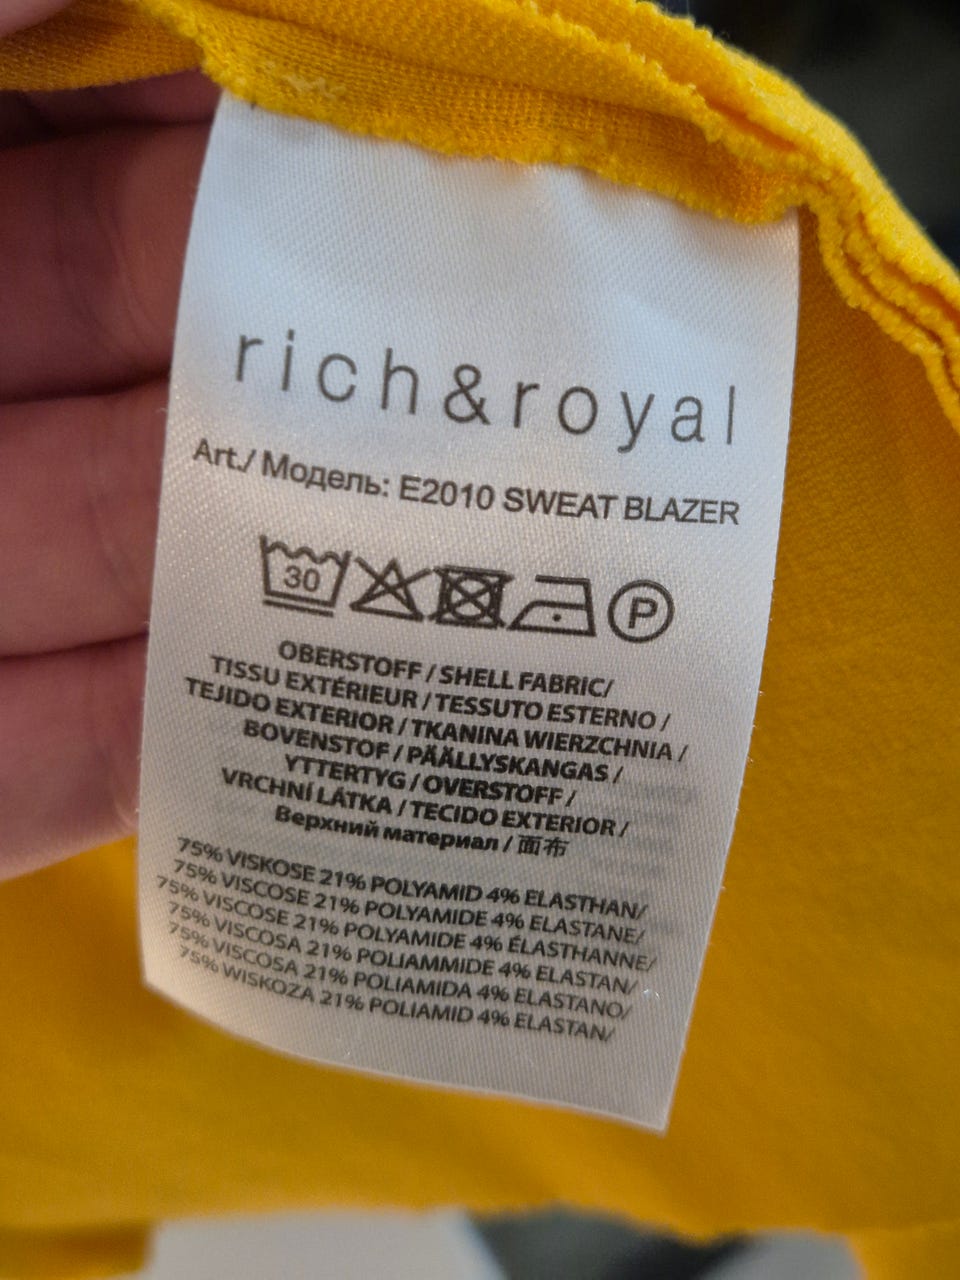 rich&royal
Art./ Модель: E2010 SWEAT BLAZER
30 P
OBERSTOFF / SHELL FABRIC/
TISSU EXTÉRIEUR / TESSUTO ESTERNO /
TEJIDO EXTERIOR / TKANINA WIERZCHNIA /
BOVENSTOF / PÄÄLLYSKANGAS /
YTTERTYG / OVERSTOFF /
VRCHNÍ LÁTKA / TECIDO EXTERIOR /
Верхний материал / 面布
75% VISKOSE 21% POLYAMID 4% ELASTHAN/
75% VISCOSE 21% POLYAMIDE 4% ELASTANE/
75% VISCOSE 21% POLYAMIDE 4% ÉLASTHANNE/
75% VISCOSA 21% POLIAMMIDE 4% ELASTAN/
75% VISCOSA 21% POLIAMIDA 4% ELASTANO/
75% WISKOZA 21% POLIAMID 4% ELASTAN/